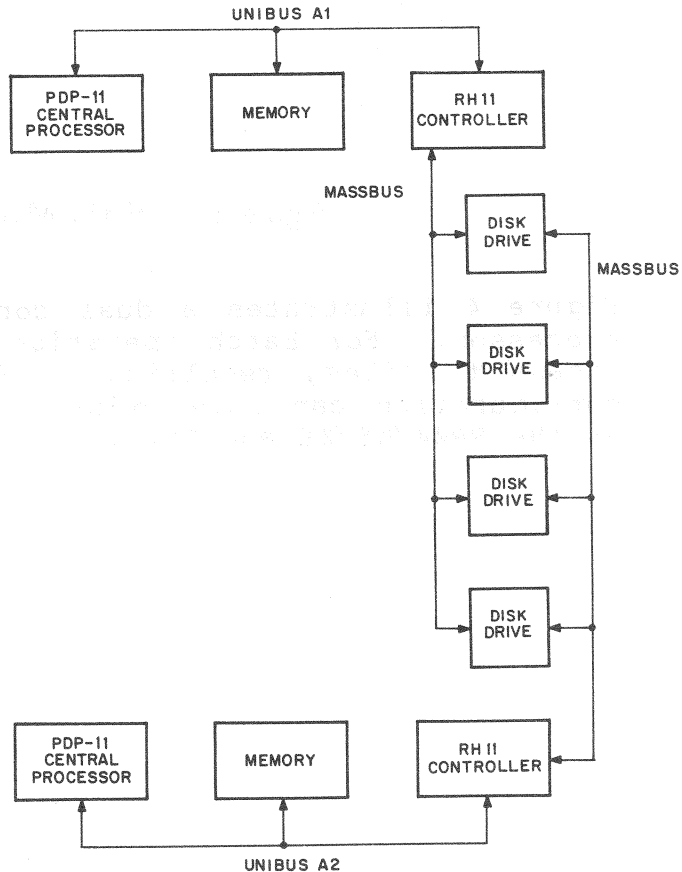 UNIBUS A1
PDP-11
CENTRAL
PROCESSOR
MEMORY
RH11
CONTROLLER
MASSBUS
DISK
DRIVE
MASSBUS
DISK
DRIVE
DISK
DRIVE
DISK
DRIVE
PDP-11
CENTRAL
PROCESSOR
MEMORY
RH11
CONTROLLER
UNIBUS A2